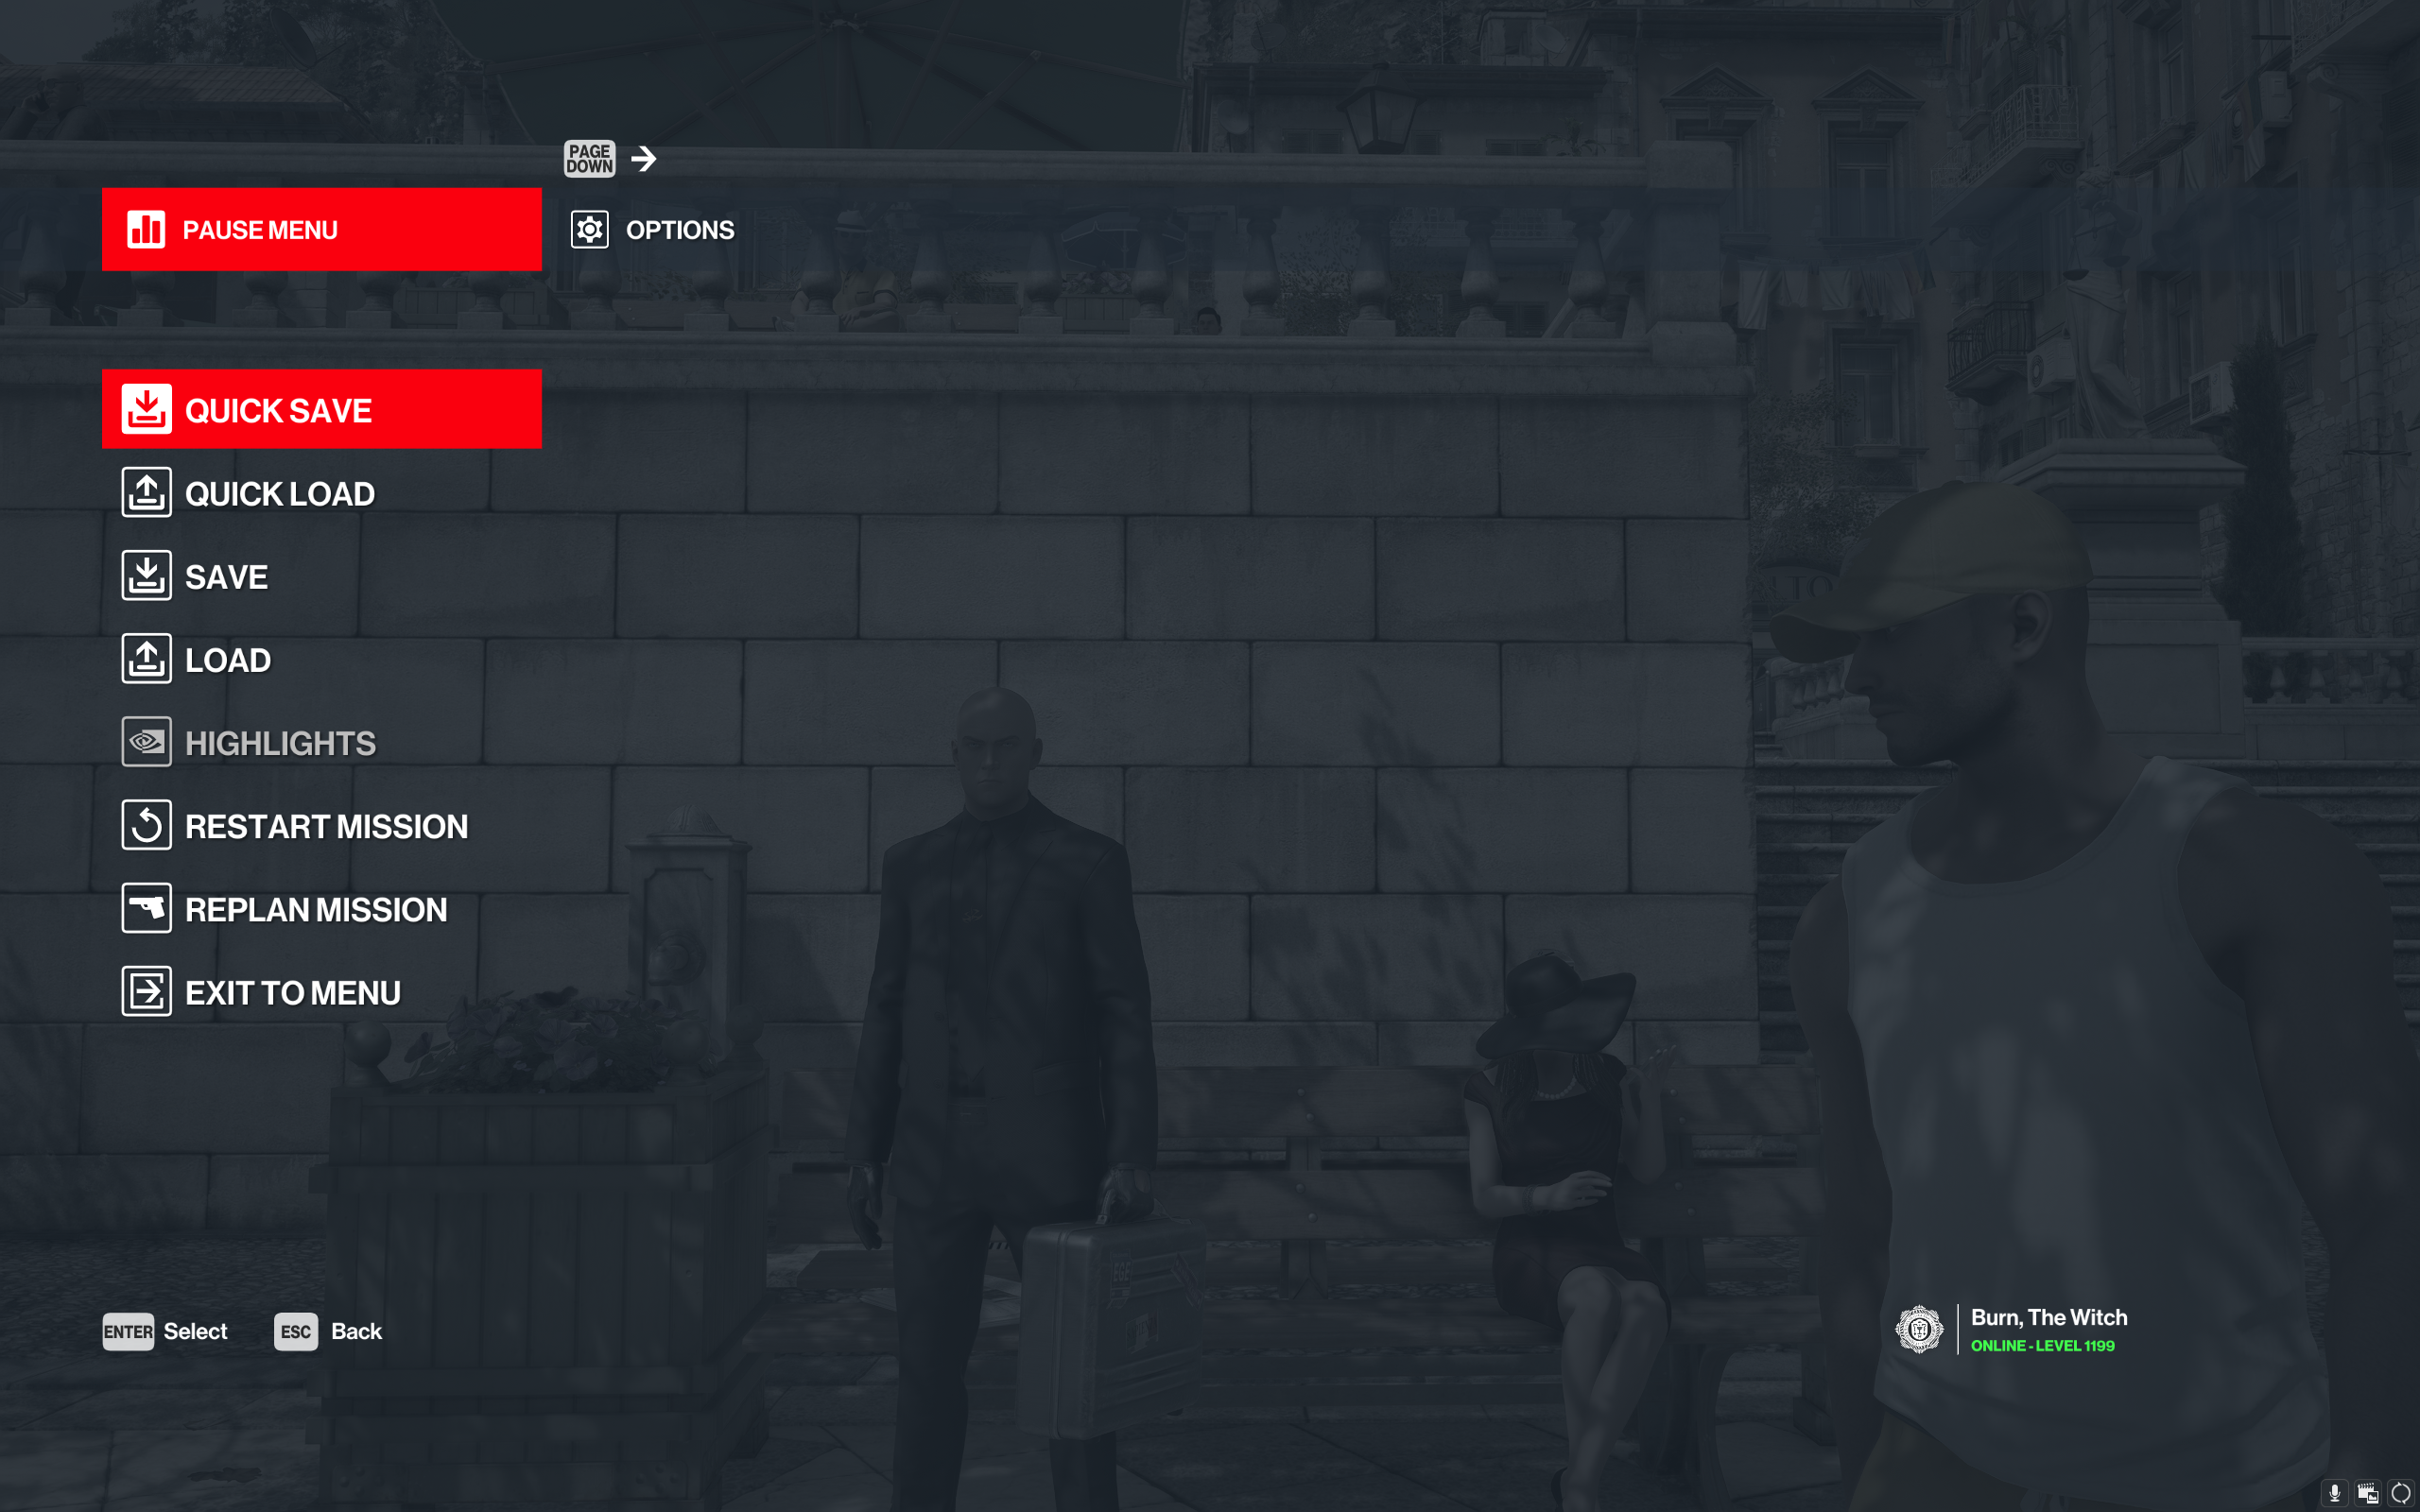 PAGE
DOWN
PAUSE MENU
OPTIONS
QUICK SAVE
QUICK LOAD
SAVE
LOAD
HIGHLIGHTS
RESTART MISSION
REPLAN MISSION
EXIT TO MENU
ENTER Select ESC Back
Burn, The Witch
ONLINE - LEVEL 1199